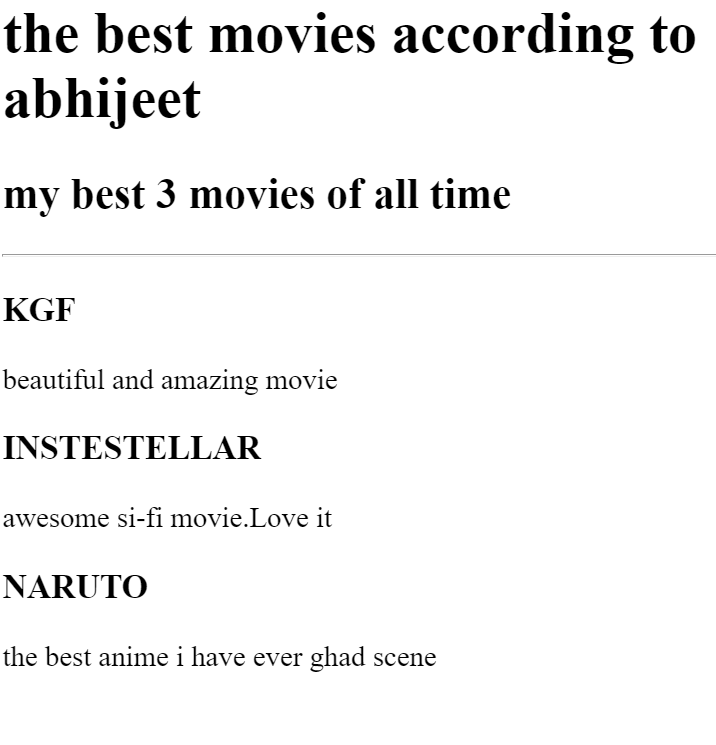 the best movies according to
abhijeet
my best 3 movies of all time
KGF
beautiful and amazing movie
INSTESTELLAR
awesome si-fi movie.Love it
NARUTO
the best anime i have ever ghad scene